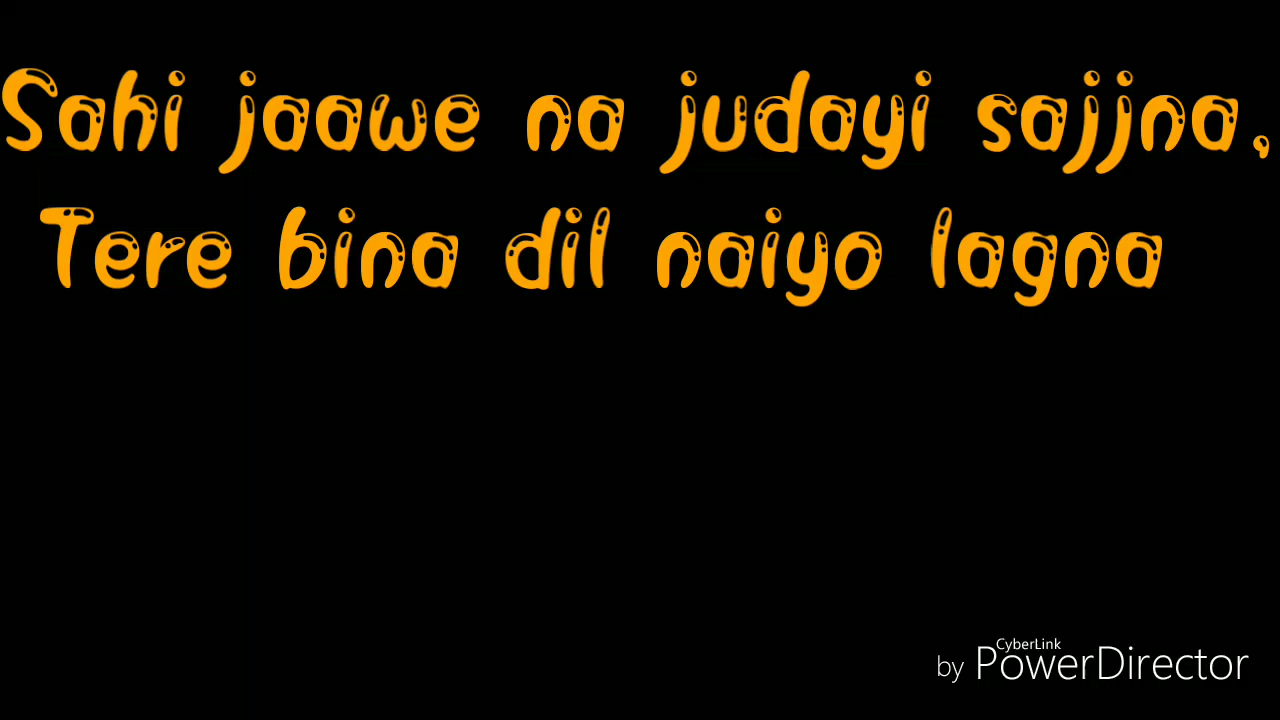 Sahi jaawe na judayi sajjna,
Tere bina dil naiyo lagna
CyberLink
by PowerDirector